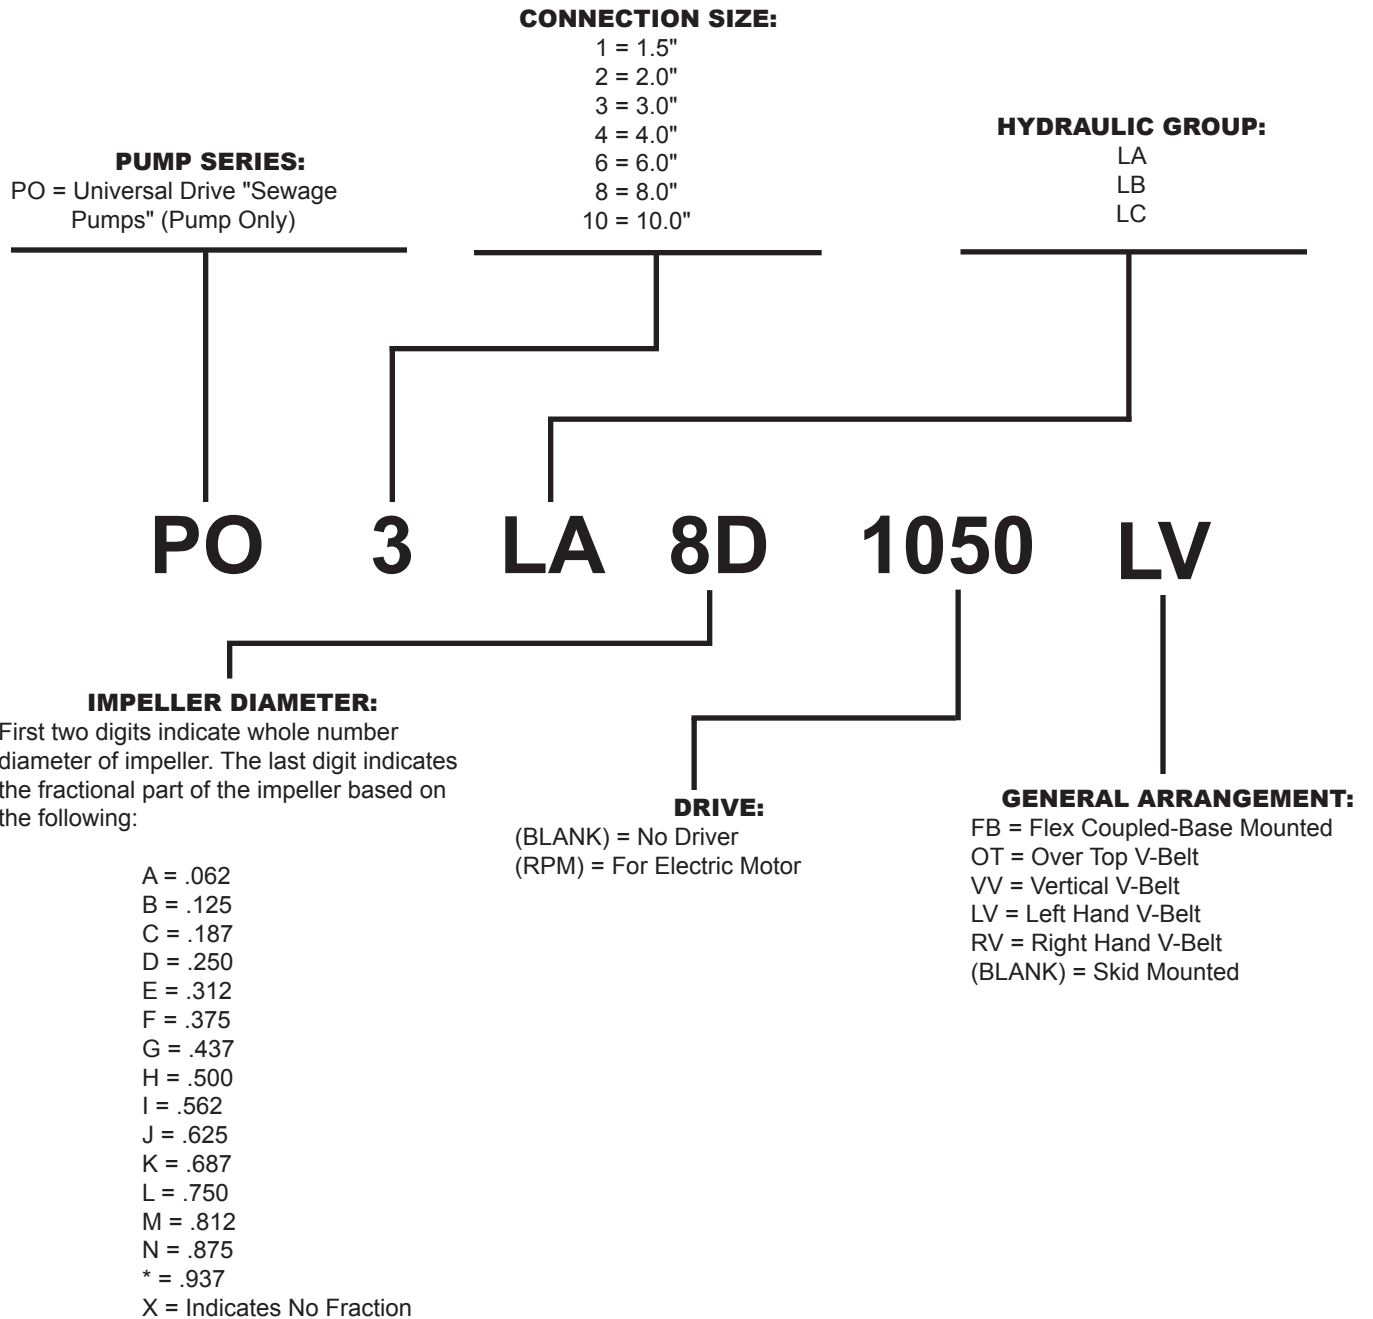 CONNECTION SIZE:
1 = 1.5"
2 = 2.0"
3 = 3.0"
4 = 4.0"
6 = 6.0"
8 = 8.0"
10 = 10.0"
HYDRAULIC GROUP:
LA
LB
LC
PUMP SERIES:
PO = Universal Drive "Sewage
Pumps" (Pump Only)
PO 3 LA 8D 1050 LV
IMPELLER DIAMETER:
First two digits indicate whole number
diameter of impeller. The last digit indicates
the fractional part of the impeller based on
the following:
A = .062
B = .125
C = .187
D = .250
E = .312
F = .375
G = .437
H = .500
I = .562
J = .625
K = .687
L = .750
M = .812
N = .875
* = .937
X = Indicates No Fraction
DRIVE:
(BLANK) = No Driver
(RPM) = For Electric Motor
GENERAL ARRANGEMENT:
FB = Flex Coupled-Base Mounted
OT = Over Top V-Belt
VV = Vertical V-Belt
LV = Left Hand V-Belt
RV = Right Hand V-Belt
(BLANK) = Skid Mounted